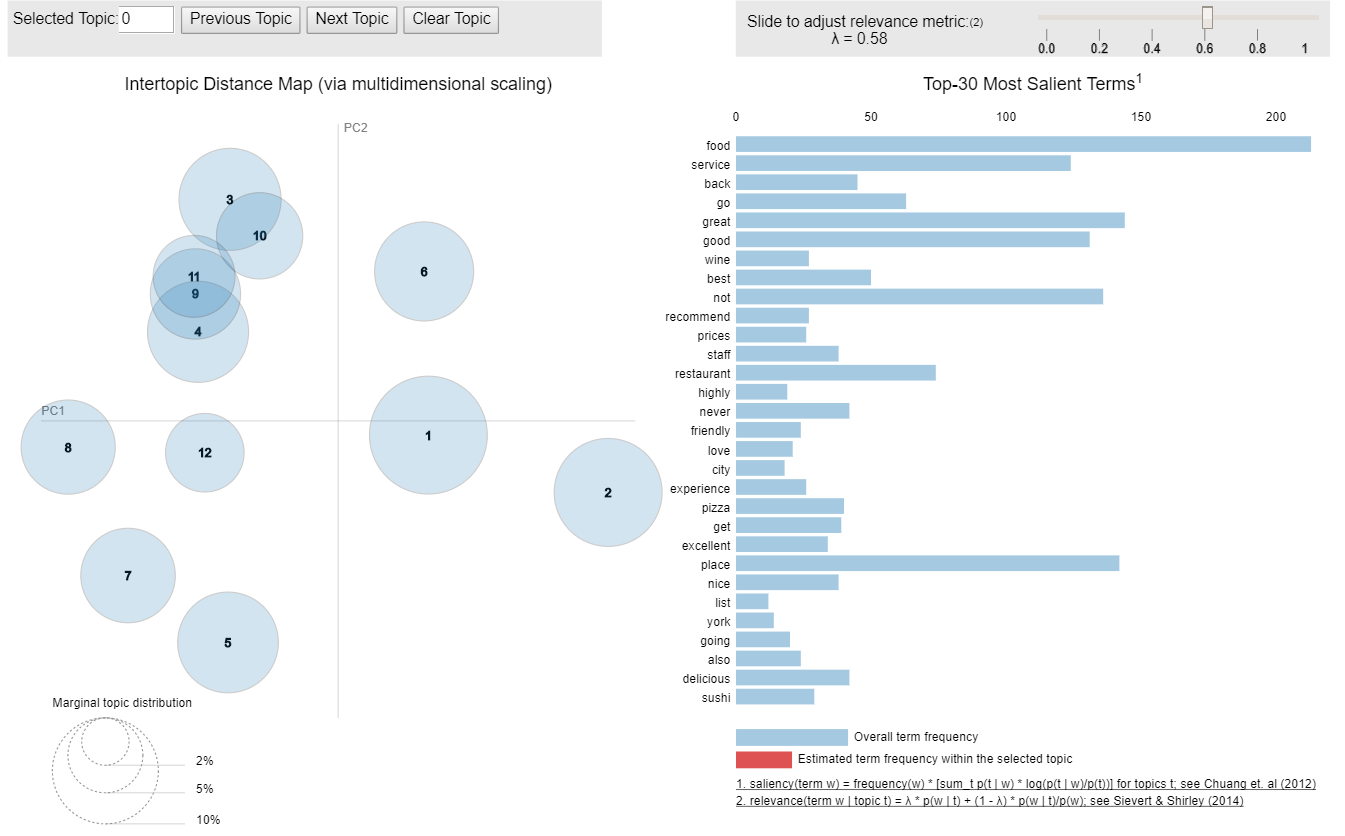 Selected Topic: 0 Previous Topic Next Topic Clear Topic
Slide to adjust relevance metric:(2)
λ = 0.58
0.0 0.2 0.4 0.6 0.8 1
Intertopic Distance Map (via multidimensional scaling)
PC2
3
10
11
6
9
4
PC1
1
8
12
2
7
5
Marginal topic distribution
2%
5%
10%
Top-30 Most Salient Terms1
0 50 100 150 200
food
service
back
go
great
good
wine
best
not
recommend
prices
staff
restaurant
highly
never
friendly
love
city
experience
pizza
get
excellent
place
nice
list
york
going
also
delicious
sushi
Overall term frequency
Estimated term frequency within the selected topic
1. saliency(term w) = frequency(w) * [sum_t p(t | w) * log(p(t | w)/p(t))] for topics t; see Chuang et. al (2012)
2. relevance(term w | topic t) = λ * p(w | t) + (1 - λ) * p(w | t)/p(w); see Sievert & Shirley (2014)